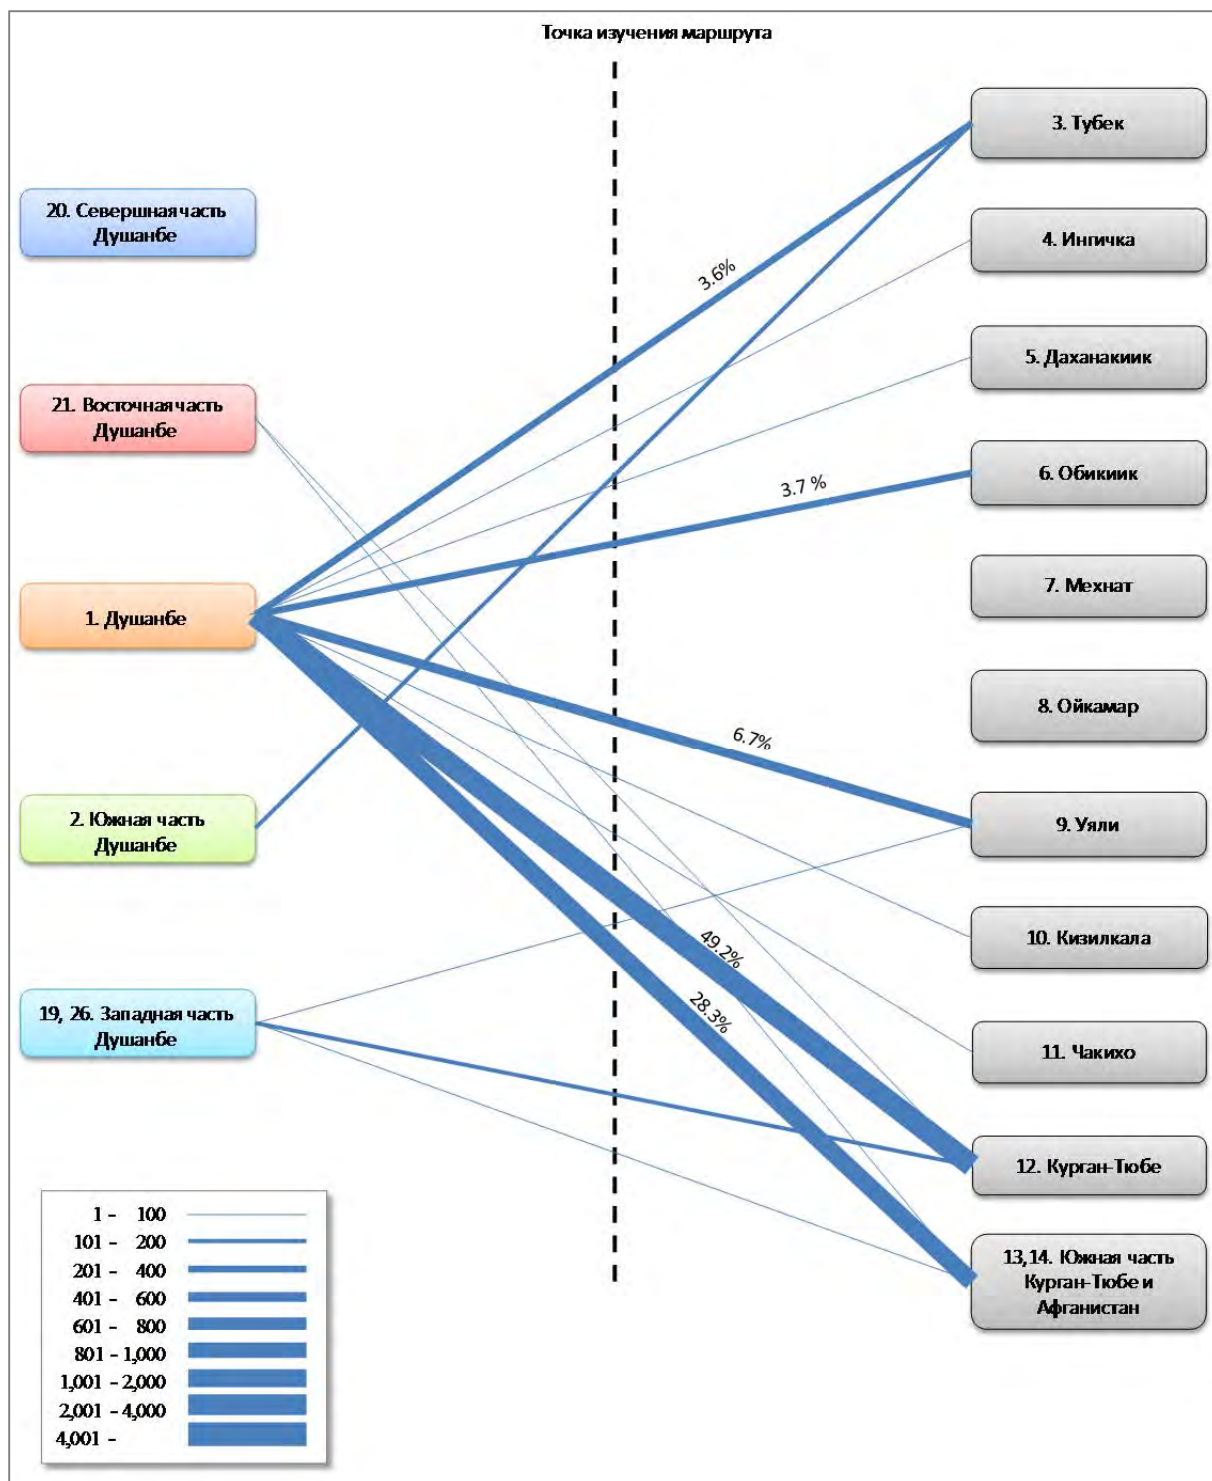 Точка изучения маршрута
20. Севершная часть
Душанбе
21. Восточная часть
Душанбе
1. Душанбе
2. Южная часть
Душанбе
19, 26. Западная часть
Душанбе
3. Тубек
4. Ингичка
5. Даханакиик
6. Обикиик
7. Мехнат
8. Ойкамар
9. Уяли
10. Кизилкала
11. Чакихо
12. Курган-Тюбе
13,14. Южная часть
Курган-Тюбе и
Афганистан
3.6%
3.7 %
6.7%
49.2%
28.3%
1 - 100
101 - 200
201 - 400
401 - 600
601 - 800
801 - 1,000
1,001 - 2,000
2,001 - 4,000
4,001 -